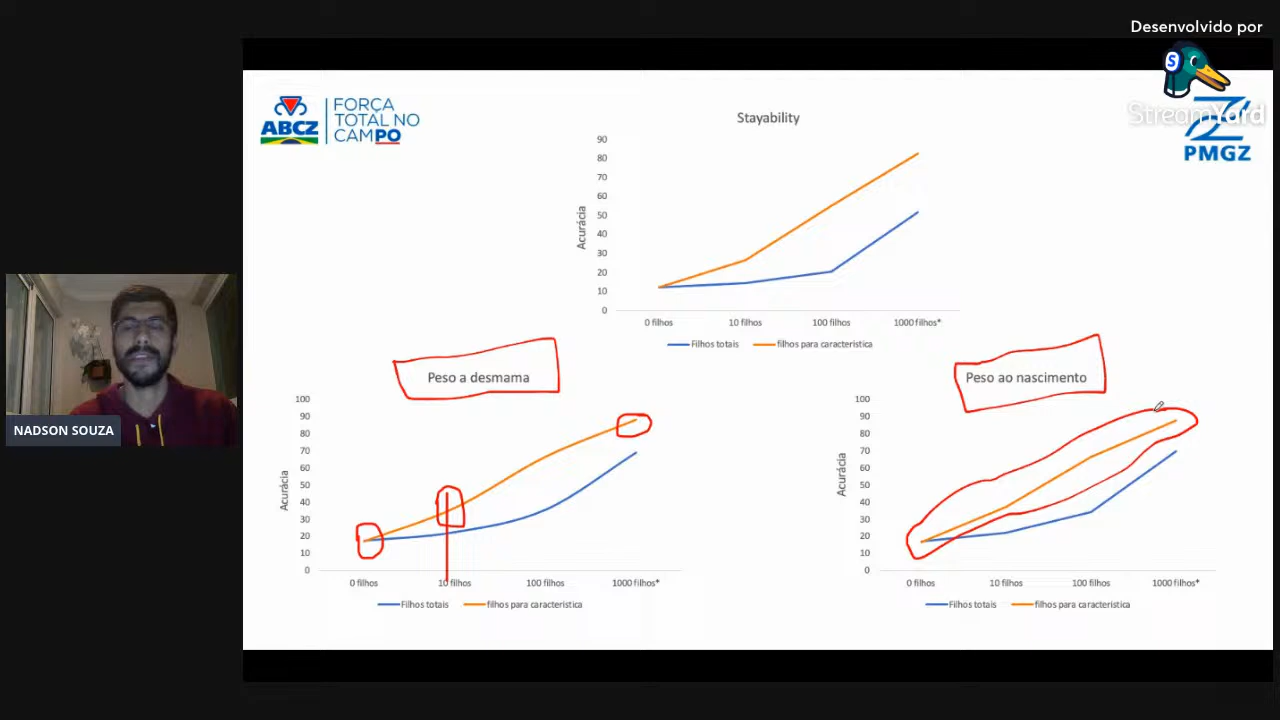 Desenvolvido por
S
StreamYard
ABCZ
FORÇA
TOTAL NO
CAMPO
PMGZ
Stayability
90
80
70
60
50
40
30
20
10
0
Acurácia
0 filhos 10 filhos 100 filhos 1000 filhos*
Filhos totais filhos para caracteristica
NADSON SOUZA
Peso a desmama
100
90
80
70
60
50
40
30
20
10
0
Acurácia
0 filhos 10 filhos 100 filhos 1000 filhos*
Filhos totais filhos para caracteristica
Peso ao nascimento
100
90
80
70
60
50
40
30
20
10
0
Acurácia
0 filhos 10 filhos 100 filhos 1000 filhos*
Filhos totais filhos para caracteristica